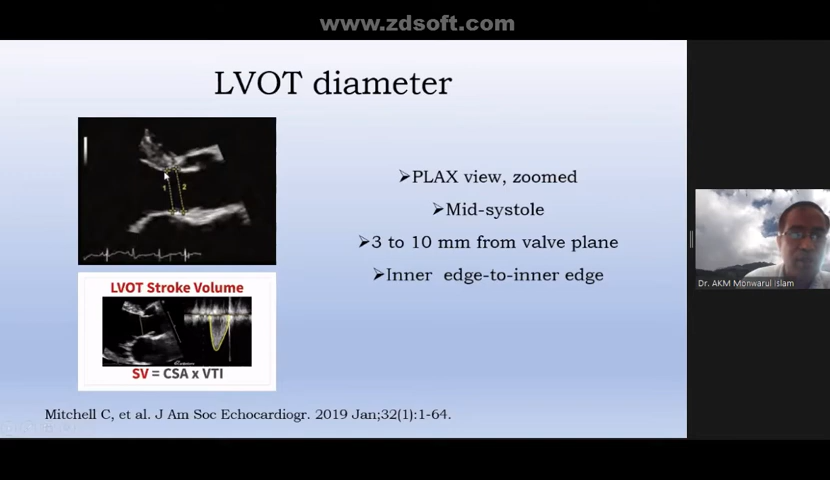 www.zdsoft.com
LVOT diameter
1
2
➢PLAX view, zoomed
➢Mid-systole
➢3 to 10 mm from valve plane
➢Inner edge-to-inner edge
LVOT Stroke Volume
SV = CSA x VTI
Dr. AKM Monwarul Islam
Mitchell C, et al. J Am Soc Echocardiogr. 2019 Jan;32(1):1-64.